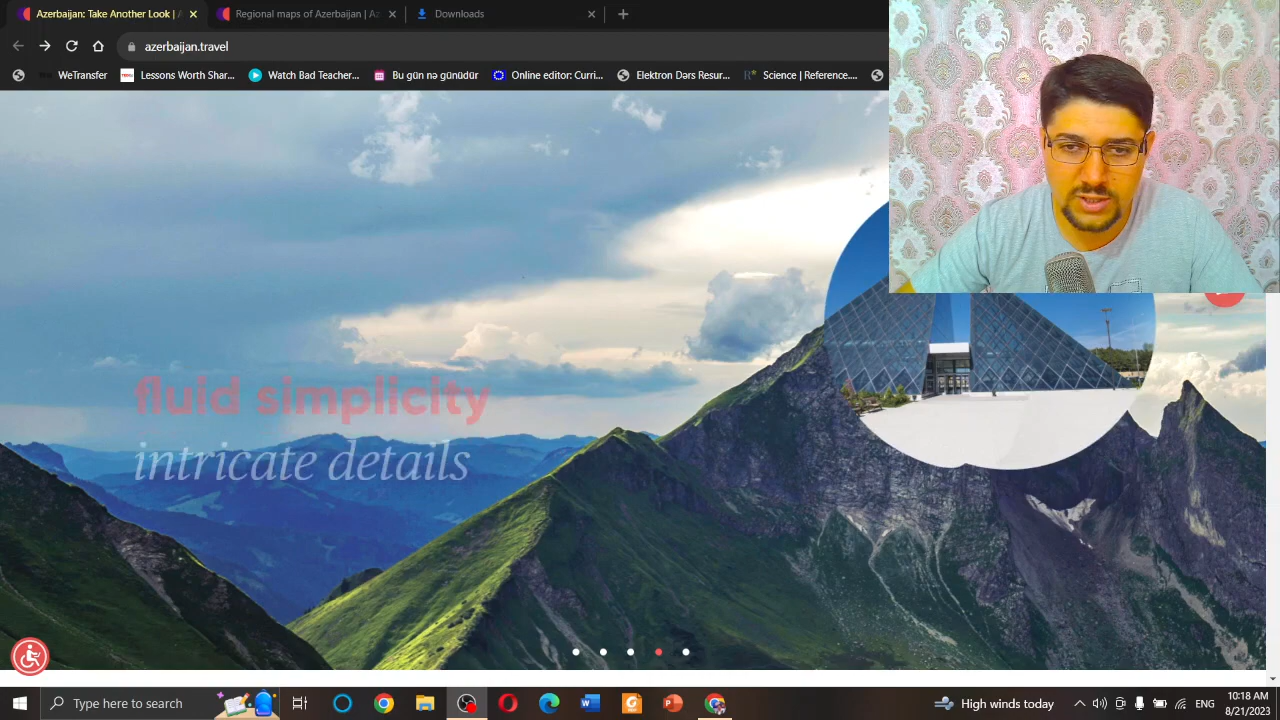 Azerbaijan: Take Another Look | A
Regional maps of Azerbaijan | Az
Downloads
azerbaijan.travel
WeTransfer
Lessons Worth Shar...
Watch Bad Teacher...
Bu gün nə günüdür
Online editor: Curri...
Elektron Dərs Resur...
Science | Reference....
fluid simplicity
intricate details
Type here to search
High winds today
ENG
10:18 AM
8/21/2023